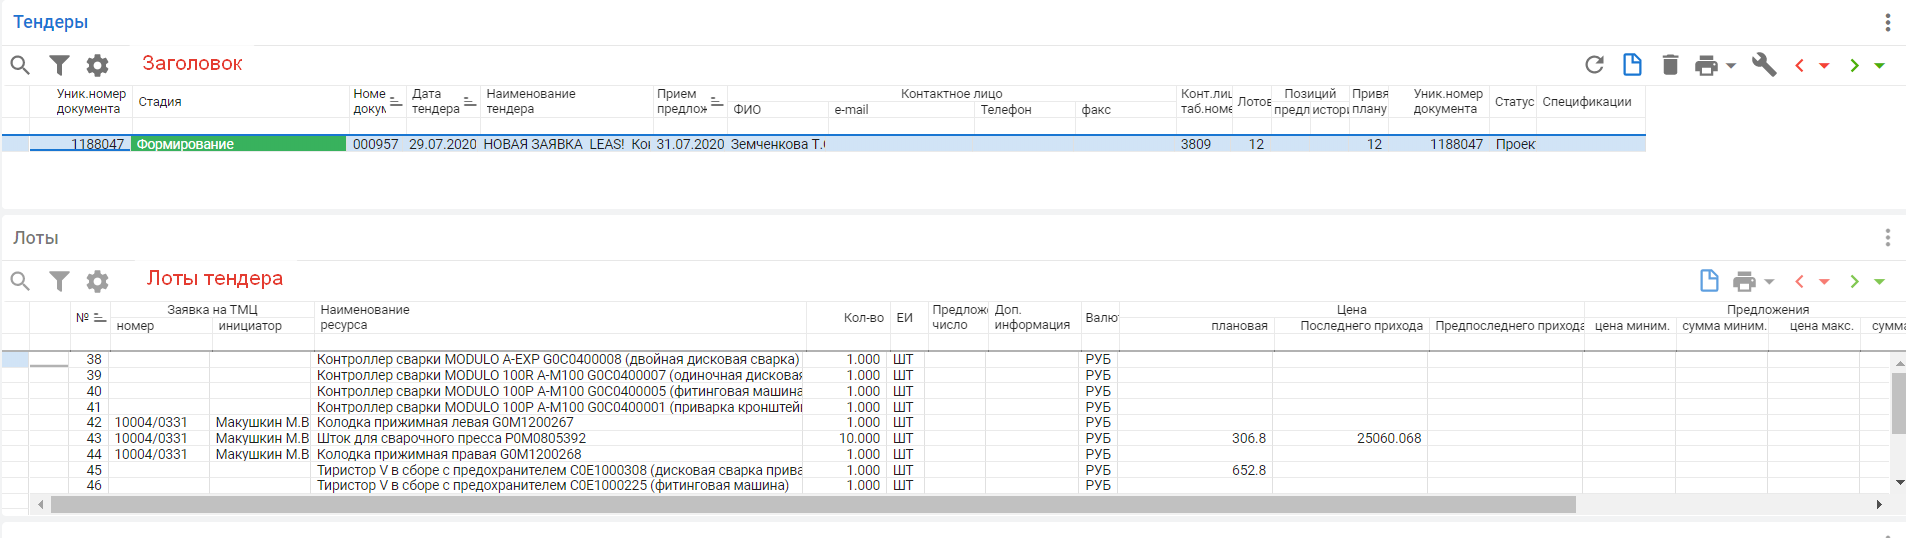 Тендеры
Заголовок
Уник.номер документа Стадия Номе докум Дата тендера Наименование тендера Прием предлож Контактное лицо ФИО e-mail Телефон факс Конт.лиц таб.номе Лотов Позиций предл истори Привя плану Уник.номер документа Статус Спецификации
1188047 Формирование 000957 29.07.2020 НОВАЯ ЗАЯВКА LEAS! Ко 31.07.2020 Земченкова Т. 3809 12 12 1188047 Проек
Лоты
Лоты тендера
№ Заявка на ТМЦ номер инициатор Наименование ресурса Кол-во ЕИ Предложе число Доп. информация Валют Цена плановая Последнего прихода Предпоследнего прихода Предложения цена миним. сумма миним. цена макс. сумма
38 Контроллер сварки MODULO A-EXP G0C0400008 (двойная дисковая сварка) 1.000 ШТ РУБ
39 Контроллер сварки MODULO 100R A-M100 G0C0400007 (одиночная дисковая 1.000 ШТ РУБ
40 Контроллер сварки MODULO 100P A-M100 G0C0400005 (фитинговая машина 1.000 ШТ РУБ
41 Контроллер сварки MODULO 100P A-M100 G0C0400001 (приварка кронштей 1.000 ШТ РУБ
42 10004/0331 Макушкин М.В Колодка прижимная левая G0M1200267 1.000 ШТ РУБ
43 10004/0331 Макушкин М.В Шток для сварочного пресса P0M0805392 10.000 ШТ РУБ 306.8 25060.068
44 10004/0331 Макушкин М.В Колодка прижимная правая G0M1200268 1.000 ШТ РУБ
45 Тиристор V в сборе с предохранителем C0E1000308 (дисковая сварка прива 1.000 ШТ РУБ 652.8
46 Тиристор V в сборе с предохранителем C0E1000225 (фитинговая машина) 1.000 ШТ РУБ